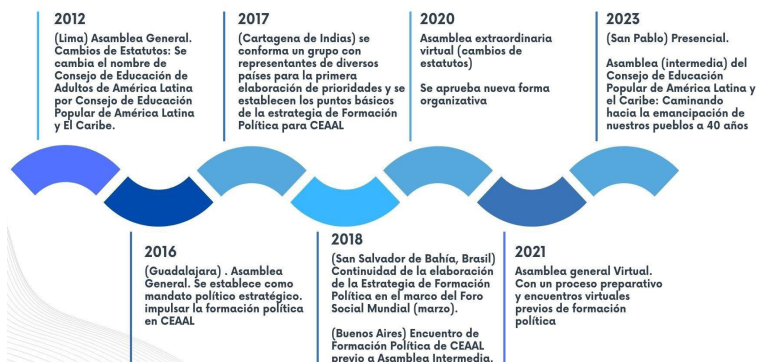 2012
(Lima) Asamblea General.
Cambios de Estatutos: Se
cambia el nombre de
Consejo de Educación de
Adultos de América Latina
por Consejo de Educación
Popular de América Latina
y El Caribe.
2017
(Cartagena de Indias) se
conforma un grupo con
representantes de diversos
países para la primera
elaboración de prioridades y se
establecen los puntos básicos
de la estrategia de Formación
Política para CEAAL
2020
Asamblea extraordinaria
virtual (cambios de
estatutos)
Se aprueba nueva forma
organizativa
2023
(San Pablo) Presencial.
Asamblea (intermedia) del
Consejo de Educación
Popular de América Latina y
el Caribe: Caminando
hacia la emancipación de
nuestros pueblos a 40 años
2016
(Guadalajara) . Asamblea
General. Se establece como
mandato político estratégico.
impulsar la formación política
en CEAAL
2018
(San Salvador de Bahía, Brasil)
Continuidad de la elaboración
de la Estrategia de Formación
Política en el marco del Foro
Social Mundial (marzo).
(Buenos Aires) Encuentro de
Formación Política de CEAAL
previo a Asamblea Intermedia.
2021
Asamblea general Virtual.
Con un proceso preparativo
y encuentros virtuales
previos de formación
política